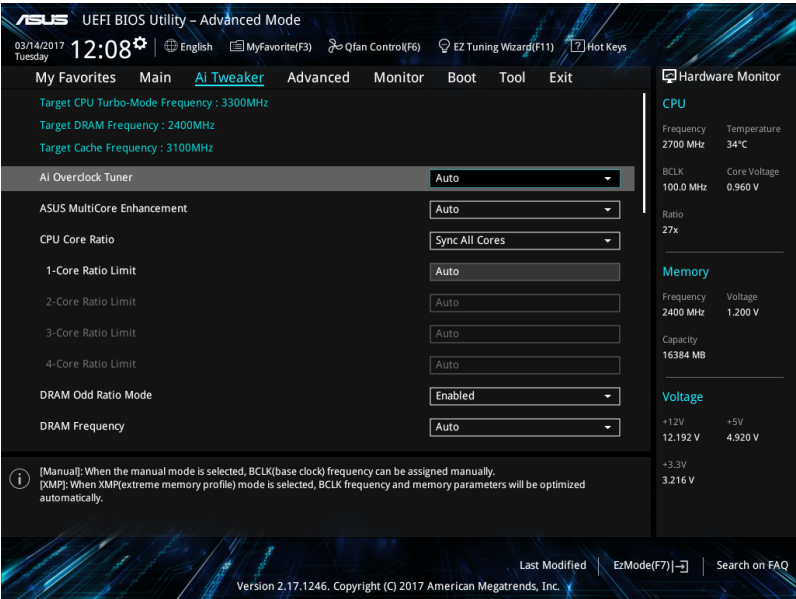 ASUS UEFI BIOS Utility – Advanced Mode
03/14/2017
Tuesday
12:08
English
MyFavorite(F3)
Qfan Control(F6)
EZ Tuning Wizard(F11)
? Hot Keys
My Favorites Main Ai Tweaker Advanced Monitor Boot Tool Exit
Target CPU Turbo-Mode Frequency : 3300MHz
Target DRAM Frequency : 2400MHz
Target Cache Frequency : 3100MHz
Ai Overclock Tuner Auto
ASUS MultiCore Enhancement Auto
CPU Core Ratio Sync All Cores
1-Core Ratio Limit Auto
2-Core Ratio Limit Auto
3-Core Ratio Limit Auto
4-Core Ratio Limit Auto
DRAM Odd Ratio Mode Enabled
DRAM Frequency Auto
Hardware Monitor
CPU
Frequency Temperature
2700 MHz 34°C
BCLK Core Voltage
100.0 MHz 0.960 V
Ratio
27x
Memory
Frequency Voltage
2400 MHz 1.200 V
Capacity
16384 MB
Voltage
+12V +5V
12.192 V 4.920 V
+3.3V
3.216 V
[Manual]: When the manual mode is selected, BCLK(base clock) frequency can be assigned manually.
[XMP]: When XMP(extreme memory profile) mode is selected, BCLK frequency and memory parameters will be optimized
automatically.
Last Modified EzMode(F7) Search on FAQ
Version 2.17.1246. Copyright (C) 2017 American Megatrends, Inc.